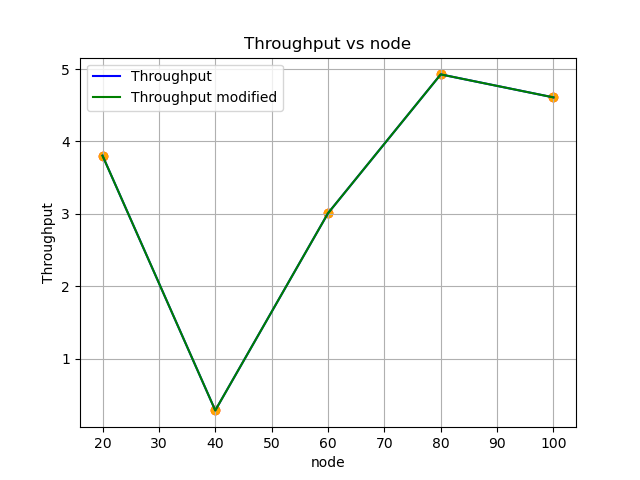 Throughput vs node
Throughput
Throughput modified
5
4
3
2
1
Throughput
20 30 40 50 60 70 80 90 100
node